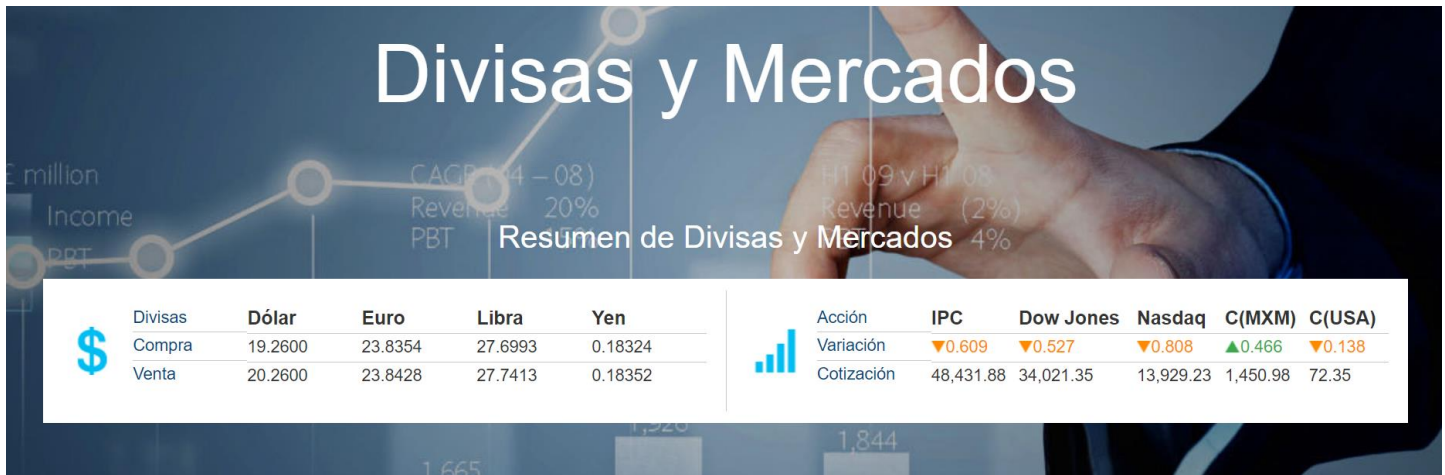 Divisas y Mercados
£ million
Income
PBT
CAGR (04 – 08)
Revenue 20%
PBT 15%
H1 09 v H1 08
Revenue (2%)
PBT 4%
Resumen de Divisas y Mercados
$
Divisas Dólar Euro Libra Yen
Compra 19.2600 23.8354 27.6993 0.18324
Venta 20.2600 23.8428 27.7413 0.18352
Acción IPC Dow Jones Nasdaq C(MXM) C(USA)
Variación ▼0.609 ▼0.527 ▼0.808 ▲0.466 ▼0.138
Cotización 48,431.88 34,021.35 13,929.23 1,450.98 72.35
1,926
1,844
1,665